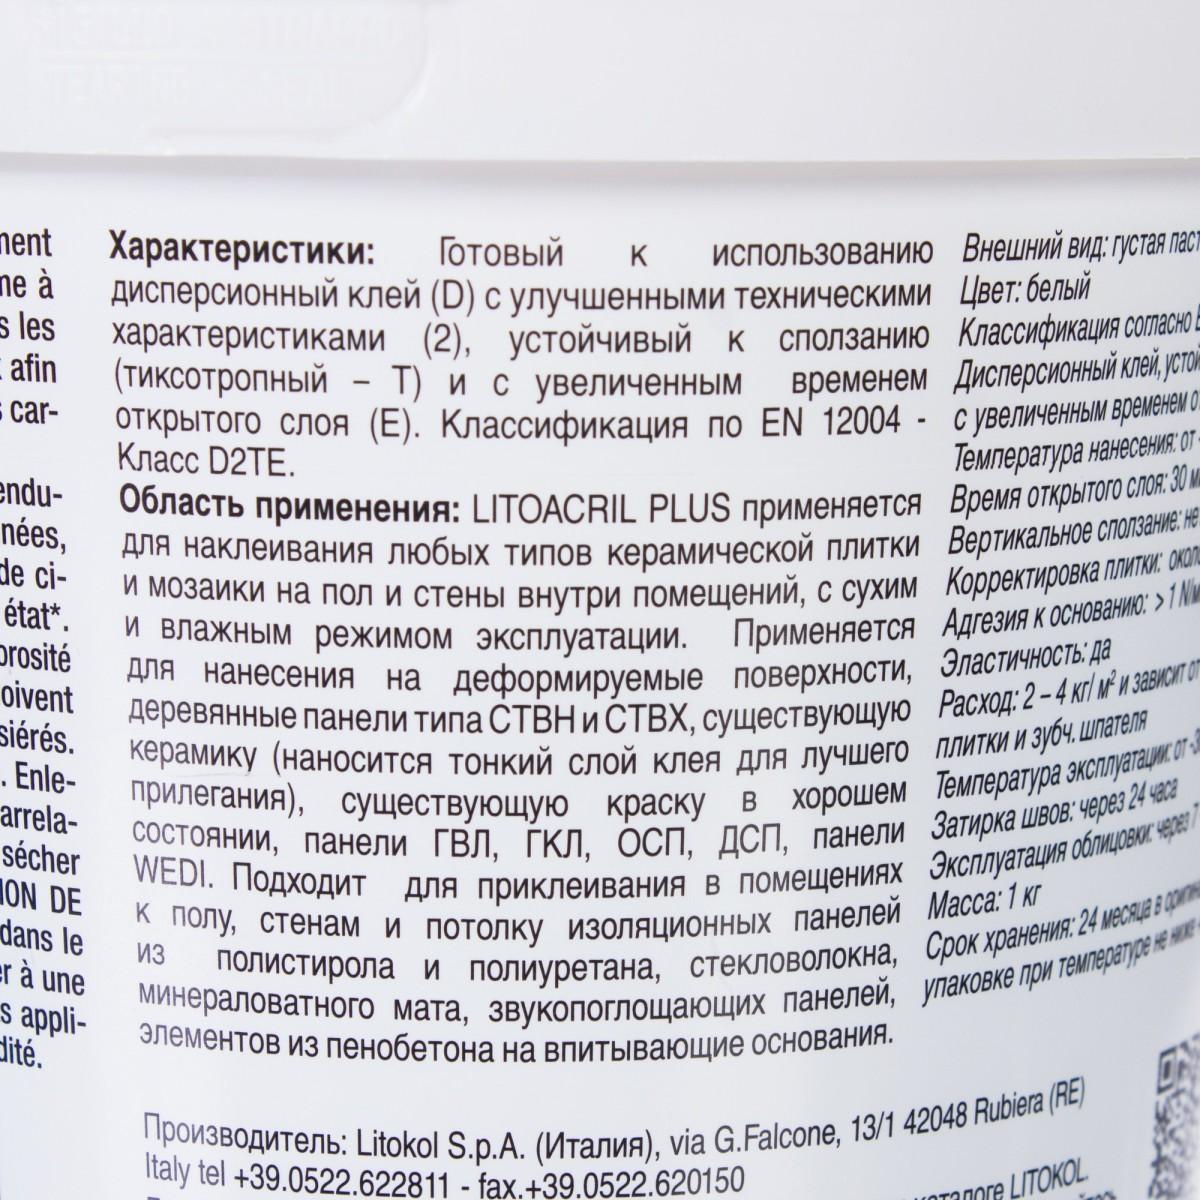 ment
me à
s les
afin
car-
endu-
nées,
de ci-
état*.
orosité
oivent
siérés.
. Enle-
arrela-
sécher
ION DE
dans le
er à une
s appli-
dité.
Характеристики: Готовый к использованию
дисперсионный клей (D) с улучшенными техническими
характеристиками (2), устойчивый к сползанию
(тиксотропный – T) и с увеличенным временем
открытого слоя (E). Классификация по EN 12004 -
Класс D2TE.
Область применения: LITOACRIL PLUS применяется
для наклеивания любых типов керамической плитки
и мозаики на пол и стены внутри помещений, с сухим
и влажным режимом эксплуатации. Применяется
для нанесения на деформируемые поверхности,
деревянные панели типа CTBH и CTBX, существующую
керамику (наносится тонкий слой клея для лучшего
прилегания), существующую краску в хорошем
состоянии, панели ГВЛ, ГКЛ, ОСП, ДСП, панели
WEDI. Подходит для приклеивания в помещениях
к полу, стенам и потолку изоляционных панелей
из полистирола и полиуретана, стекловолокна,
минераловатного мата, звукопоглощающих панелей,
элементов из пенобетона на впитывающие основания.
Производитель: Litokol S.p.A. (Италия), via G.Falcone, 13/1 42048 Rubiera (RE)
Italy tel +39.0522.622811 - fax.+39.0522.620150
каталоге LITOKOL.
Внешний вид: густая паст
Цвет: белый
Классификация согласно E
Дисперсионный клей, устой
с увеличенным временем от
Температура нанесения: от
Время открытого слоя: 30 ми
Вертикальное сползание: не
Корректировка плитки: около
Адгезия к основанию: > 1 N/м
Эластичность: да
Расход: 2 – 4 кг/ м² и зависит от
плитки и зубч. шпателя
Температура эксплуатации: от -3
Затирка швов: через 24 часа
Эксплуатация облицовки: через 7
Масса: 1 кг
Срок хранения: 24 месяца в оригин
упаковке при температуре не ниже